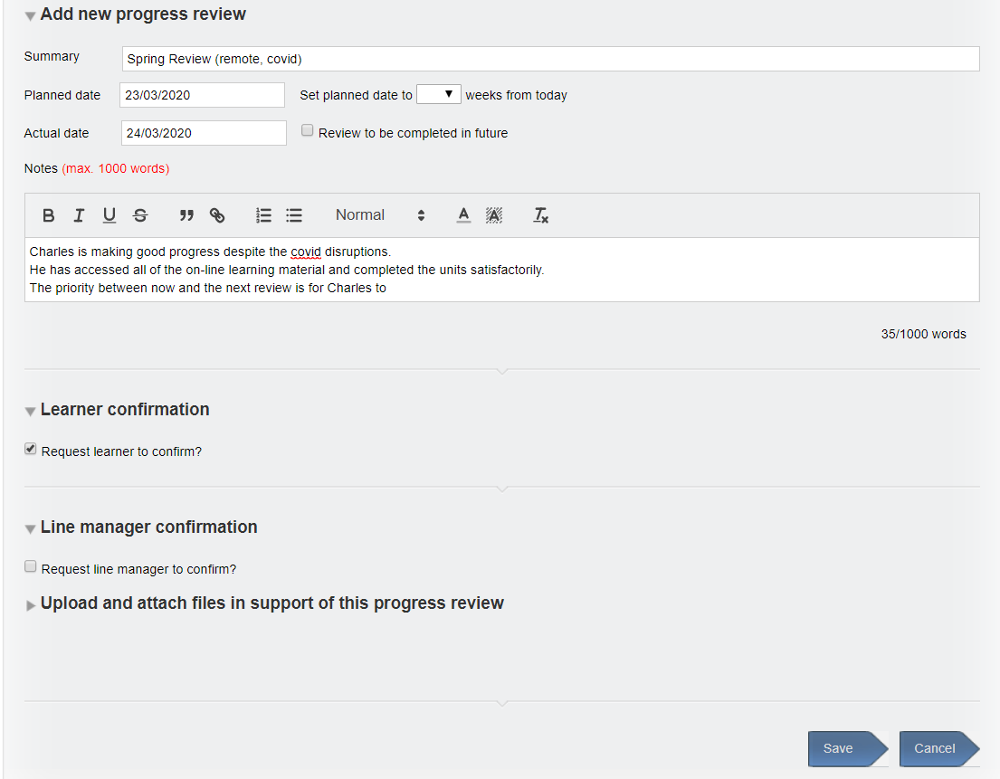 Add new progress review
Summary Spring Review (remote, covid)
Planned date 23/03/2020 Set planned date to weeks from today
Actual date 24/03/2020 Review to be completed in future
Notes (max. 1000 words)
B I U S Normal A A Tx
Charles is making good progress despite the covid disruptions.
He has accessed all of the on-line learning material and completed the units satisfactorily.
The priority between now and the next review is for Charles to
35/1000 words
Learner confirmation
Request learner to confirm?
Line manager confirmation
Request line manager to confirm?
Upload and attach files in support of this progress review
Save Cancel